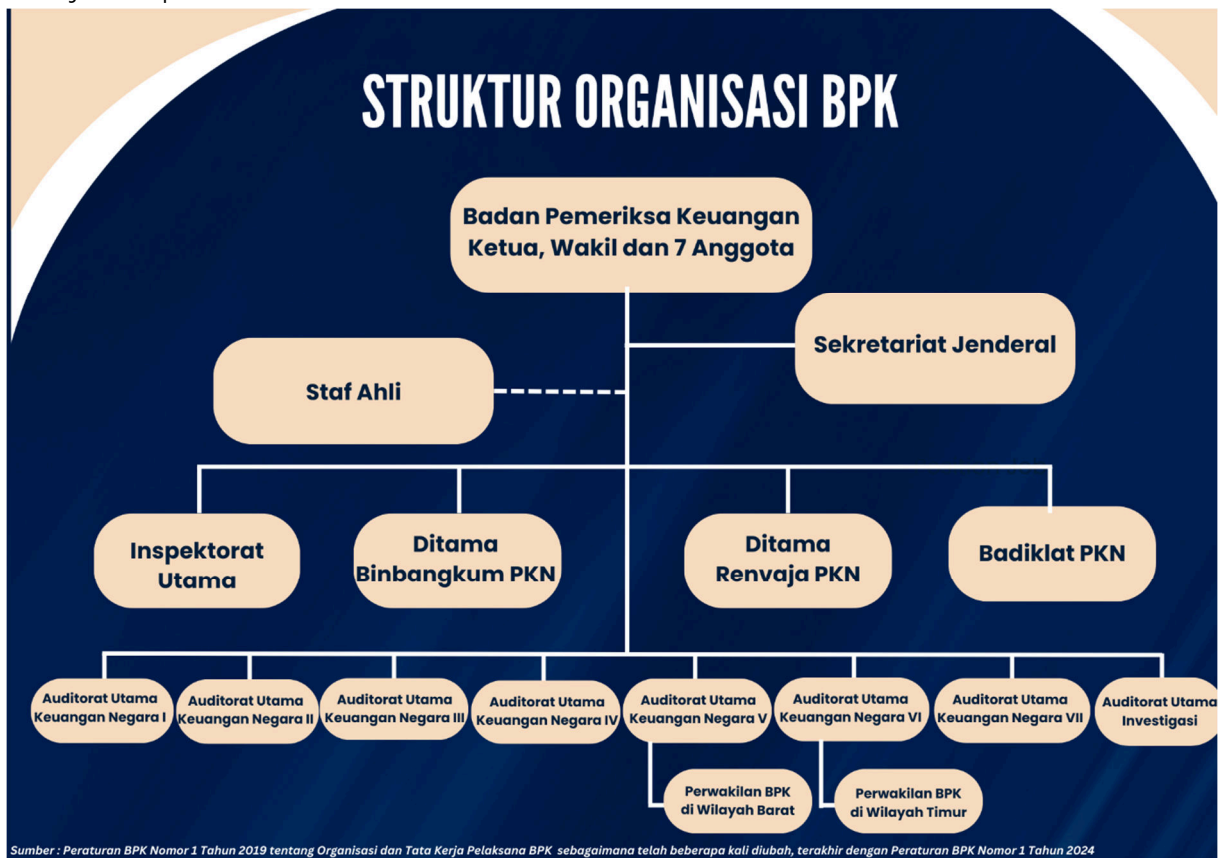 STRUKTUR ORGANISASI BPK
Badan Pemeriksa Keuangan
Ketua, Wakil dan 7 Anggota
Sekretariat Jenderal
Staf Ahli
Inspektorat
Utama
Ditama
Binbangkum PKN
Ditama
Renvaja PKN
Badiklat PKN
Auditorat Utama
Keuangan Negara I
Auditorat Utama
Keuangan Negara II
Auditorat Utama
Keuangan Negara III
Auditorat Utama
Keuangan Negara IV
Auditorat Utama
Keuangan Negara V
Auditorat Utama
Keuangan Negara VI
Auditorat Utama
Keuangan Negara VII
Auditorat Utama
Investigasi
Perwakilan BPK
di Wilayah Barat
Perwakilan BPK
di Wilayah Timur
Sumber : Peraturan BPK Nomor 1 Tahun 2019 tentang Organisasi dan Tata Kerja Pelaksana BPK sebagaimana telah beberapa kali diubah, terakhir dengan Peraturan BPK Nomor 1 Tahun 2024